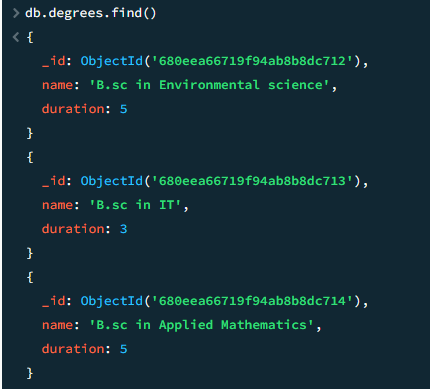 > db.degrees.find()
< {
_id: ObjectId('680eea66719f94ab8b8dc712'),
name: 'B.sc in Environmental science',
duration: 5
}
{
_id: ObjectId('680eea66719f94ab8b8dc713'),
name: 'B.sc in IT',
duration: 3
}
{
_id: ObjectId('680eea66719f94ab8b8dc714'),
name: 'B.sc in Applied Mathematics',
duration: 5
}